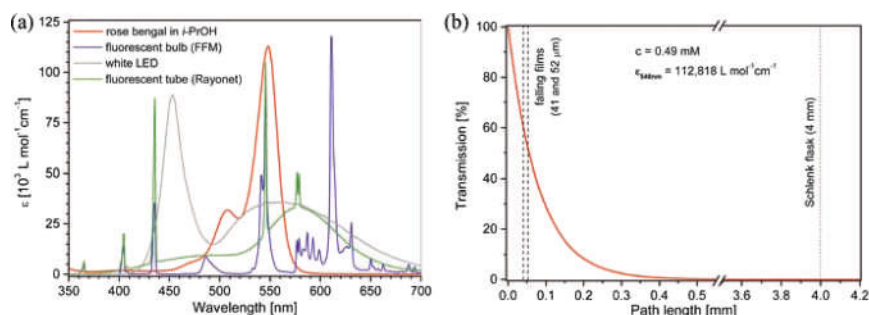 (a)
125
100
75
50
25
0
ε [10³ L mol⁻¹cm⁻¹]
rose bengal in i-PrOH
fluorescent bulb (FFM)
white LED
fluorescent tube (Rayonet)
350 400 450 500 550 600 650 700
Wavelength [nm]
(b)
100
80
60
40
20
0
Transmission [%]
falling films
(41 and 52 µm)
c = 0.49 mM
ε548nm = 112,818 L mol⁻¹cm⁻¹
Schlenk flask (4 mm)
0.0 0.1 0.2 0.3 0.4 0.5 3.6 3.8 4.0 4.2
Path length [mm]